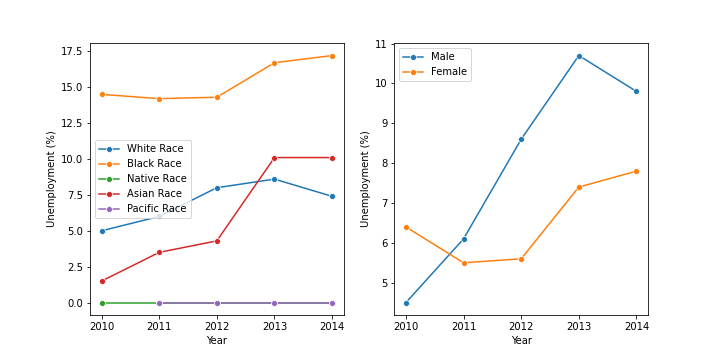 17.5
15.0
12.5
10.0
7.5
5.0
2.5
0.0
Unemployment (%)
White Race
Black Race
Native Race
Asian Race
Pacific Race
2010 2011 2012 2013 2014
Year
11
10
9
8
7
6
5
Unemployment (%)
Male
Female
2010 2011 2012 2013 2014
Year